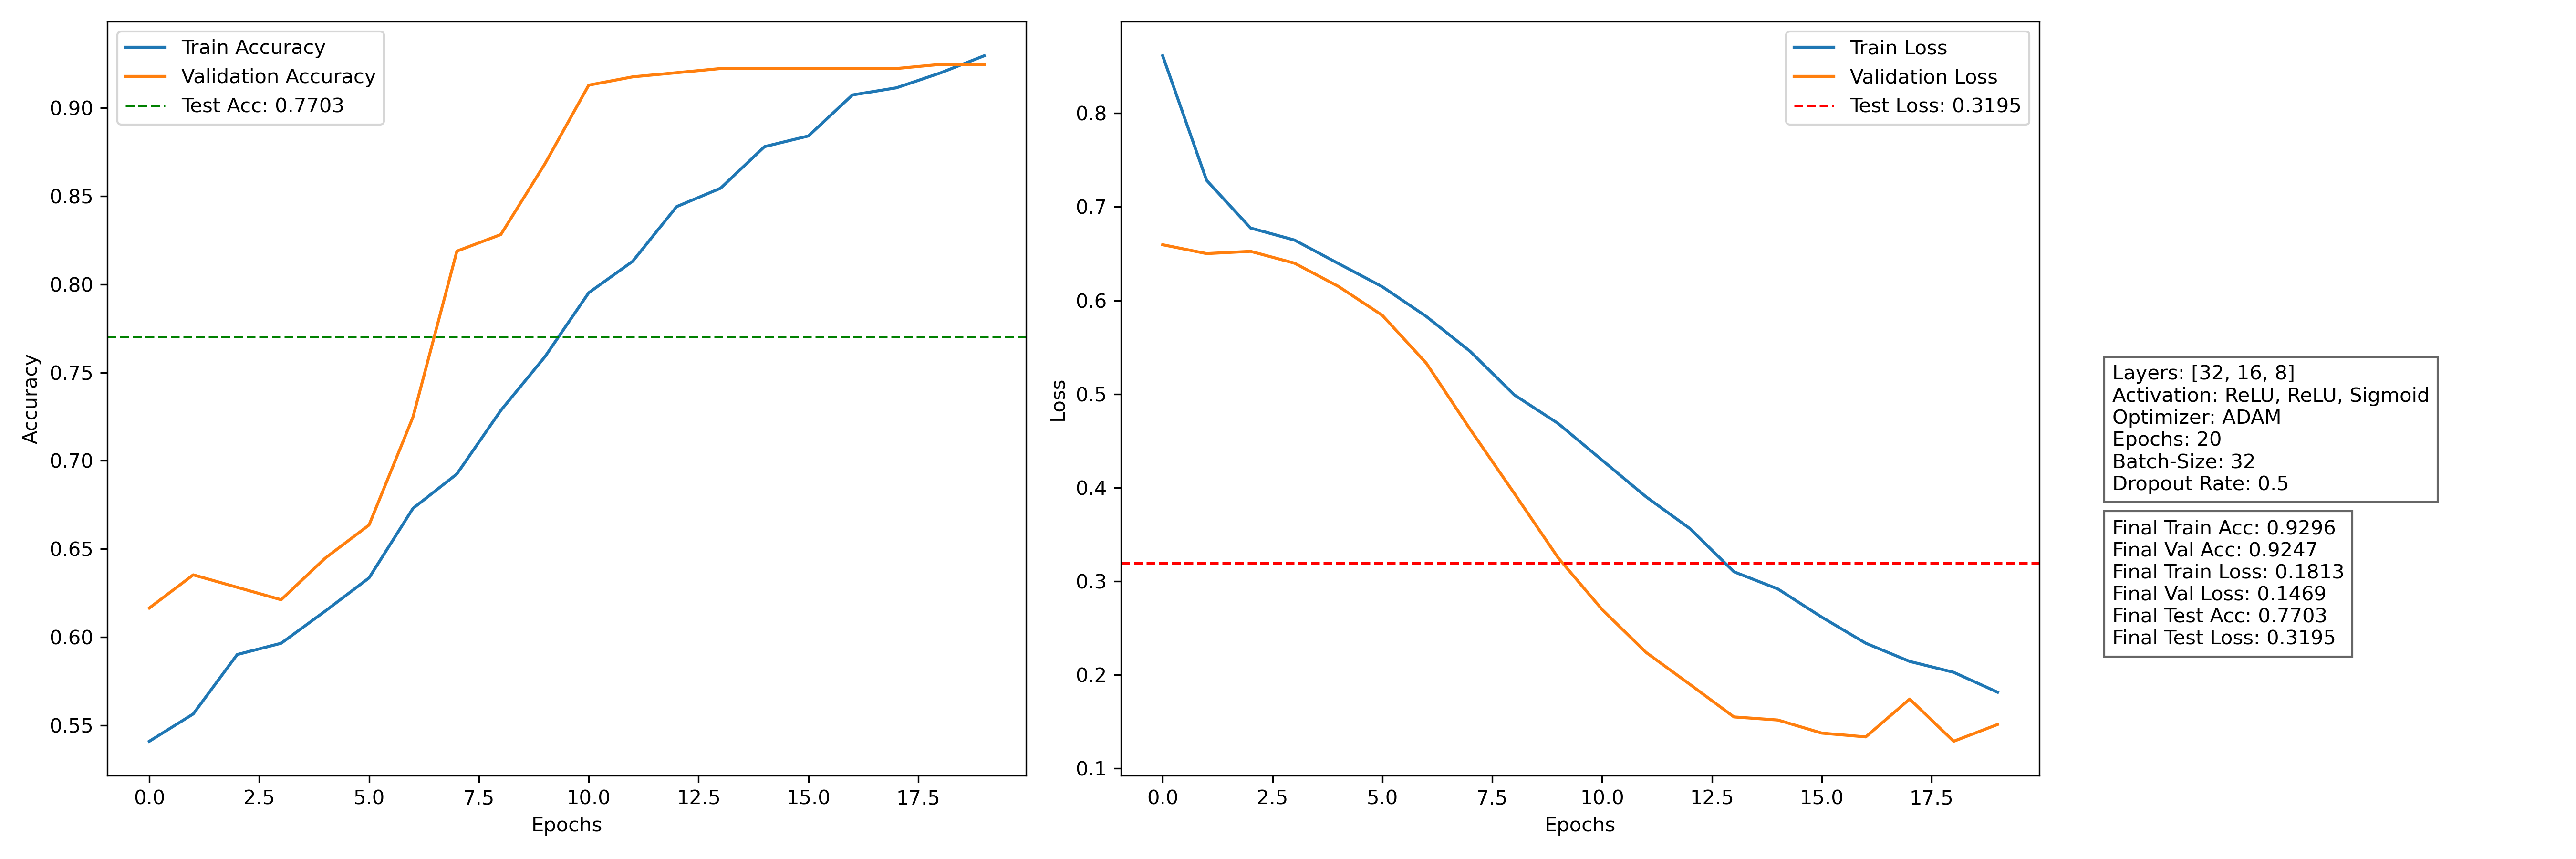 Train Accuracy
Validation Accuracy
Test Acc: 0.7703
0.90
0.85
0.80
0.75
0.70
0.65
0.60
0.55
Accuracy
0.0 2.5 5.0 7.5 10.0 12.5 15.0 17.5
Epochs
Train Loss
Validation Loss
Test Loss: 0.3195
0.8
0.7
0.6
0.5
0.4
0.3
0.2
0.1
Loss
0.0 2.5 5.0 7.5 10.0 12.5 15.0 17.5
Epochs
Layers: [32, 16, 8]
Activation: ReLU, ReLU, Sigmoid
Optimizer: ADAM
Epochs: 20
Batch-Size: 32
Dropout Rate: 0.5
Final Train Acc: 0.9296
Final Val Acc: 0.9247
Final Train Loss: 0.1813
Final Val Loss: 0.1469
Final Test Acc: 0.7703
Final Test Loss: 0.3195